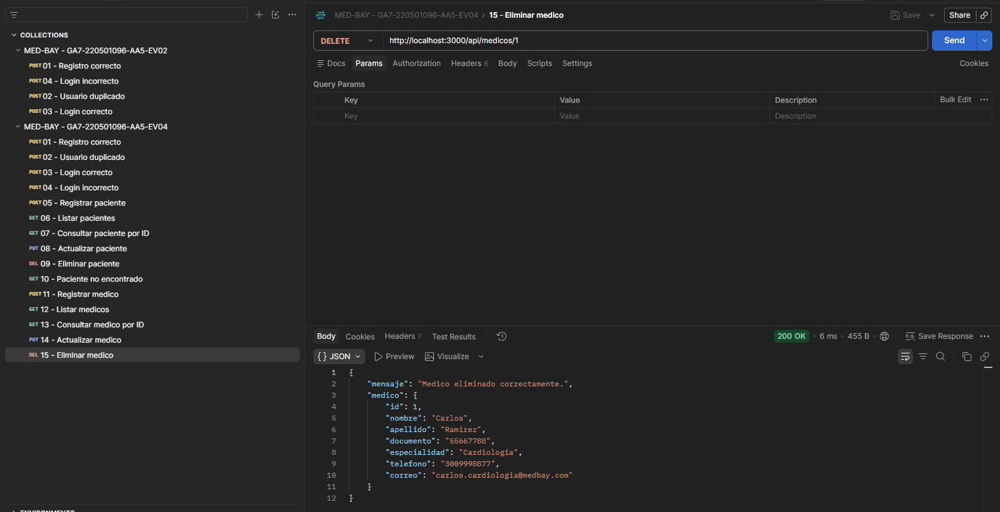 COLLECTIONS
MED-BAY - GA7-220501096-AA5-EV02
POST 01 - Registro correcto
POST 04 - Login incorrecto
POST 02 - Usuario duplicado
POST 03 - Login correcto
MED-BAY - GA7-220501096-AA5-EV04
POST 01 - Registro correcto
POST 02 - Usuario duplicado
POST 03 - Login correcto
POST 04 - Login incorrecto
POST 05 - Registrar paciente
GET 06 - Listar pacientes
GET 07 - Consultar paciente por ID
PUT 08 - Actualizar paciente
DEL 09 - Eliminar paciente
GET 10 - Paciente no encontrado
POST 11 - Registrar medico
GET 12 - Listar medicos
GET 13 - Consultar medico por ID
PUT 14 - Actualizar medico
DEL 15 - Eliminar medico
ENVIRONMENTS
HTTP MED-BAY - GA7-220501096-AA5-EV04 > 15 - Eliminar medico Save Share
DELETE http://localhost:3000/api/medicos/1 Send
Docs Params Authorization Headers 6 Body Scripts Settings Cookies
Query Params
Key Value Description Bulk Edit
Key Value Description
Body Cookies Headers 7 Test Results 200 OK • 6 ms • 455 B • e.g. Save Response
{} JSON Preview Visualize
1 {
2 "mensaje": "Medico eliminado correctamente.",
3 "medico": {
4 "id": 1,
5 "nombre": "Carlos",
6 "apellido": "Ramirez",
7 "documento": "55667788",
8 "especialidad": "Cardiologia",
9 "telefono": "3009998877",
10 "correo": "carlos.cardiologia@medbay.com"
11 }
12 }